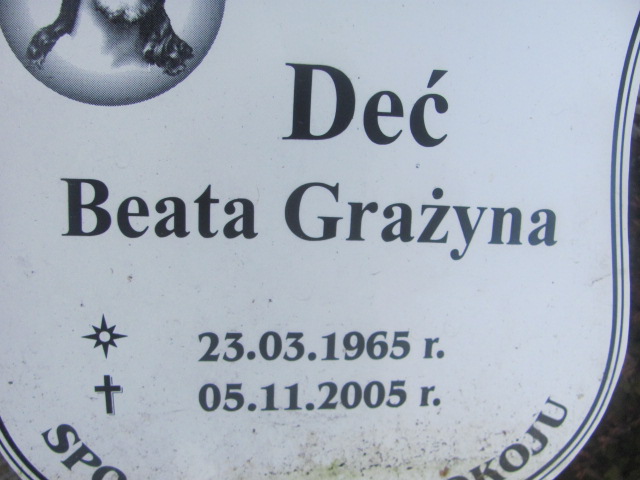 Deć
Beata Grażyna
23.03.1965 r.
05.11.2005 r.